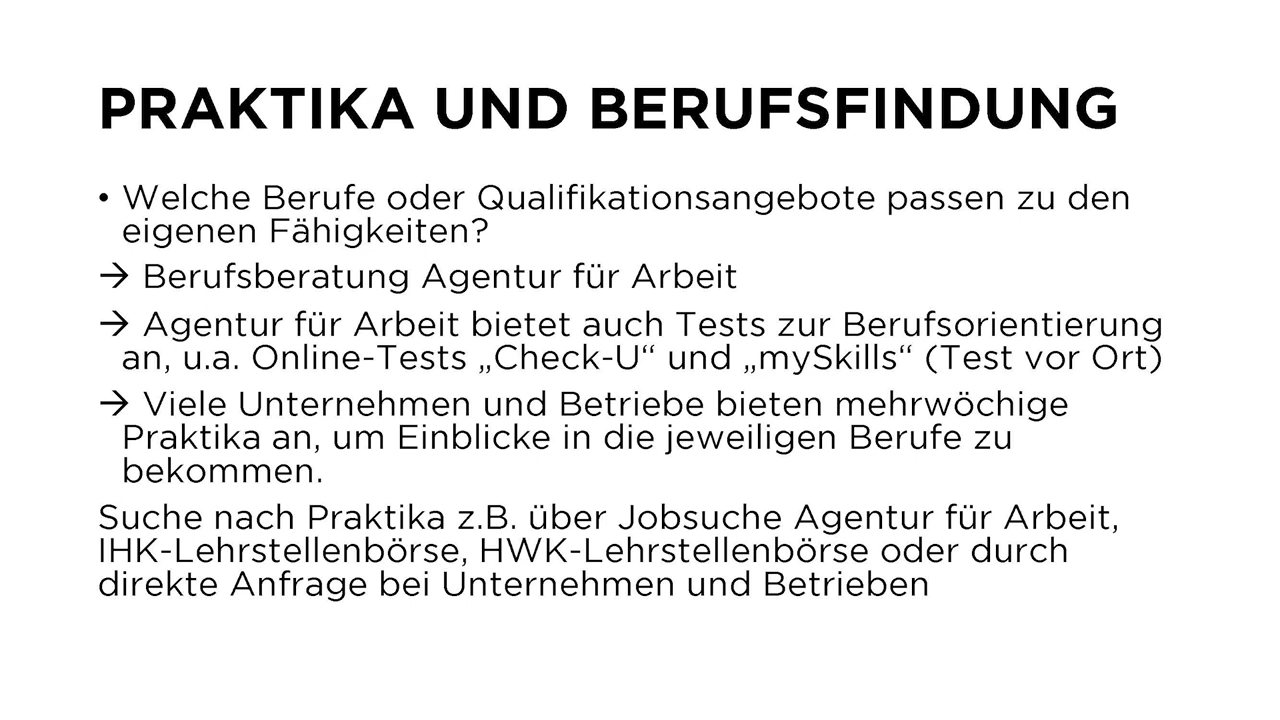 PRAKTIKA UND BERUFSFINDUNG
• Welche Berufe oder Qualifikationsangebote passen zu den
eigenen Fähigkeiten?
→ Berufsberatung Agentur für Arbeit
→ Agentur für Arbeit bietet auch Tests zur Berufsorientierung
an, u.a. Online-Tests „Check-U“ und „mySkills“ (Test vor Ort)
→ Viele Unternehmen und Betriebe bieten mehrwöchige
Praktika an, um Einblicke in die jeweiligen Berufe zu
bekommen.
Suche nach Praktika z.B. über Jobsuche Agentur für Arbeit,
IHK-Lehrstellenbörse, HWK-Lehrstellenbörse oder durch
direkte Anfrage bei Unternehmen und Betrieben